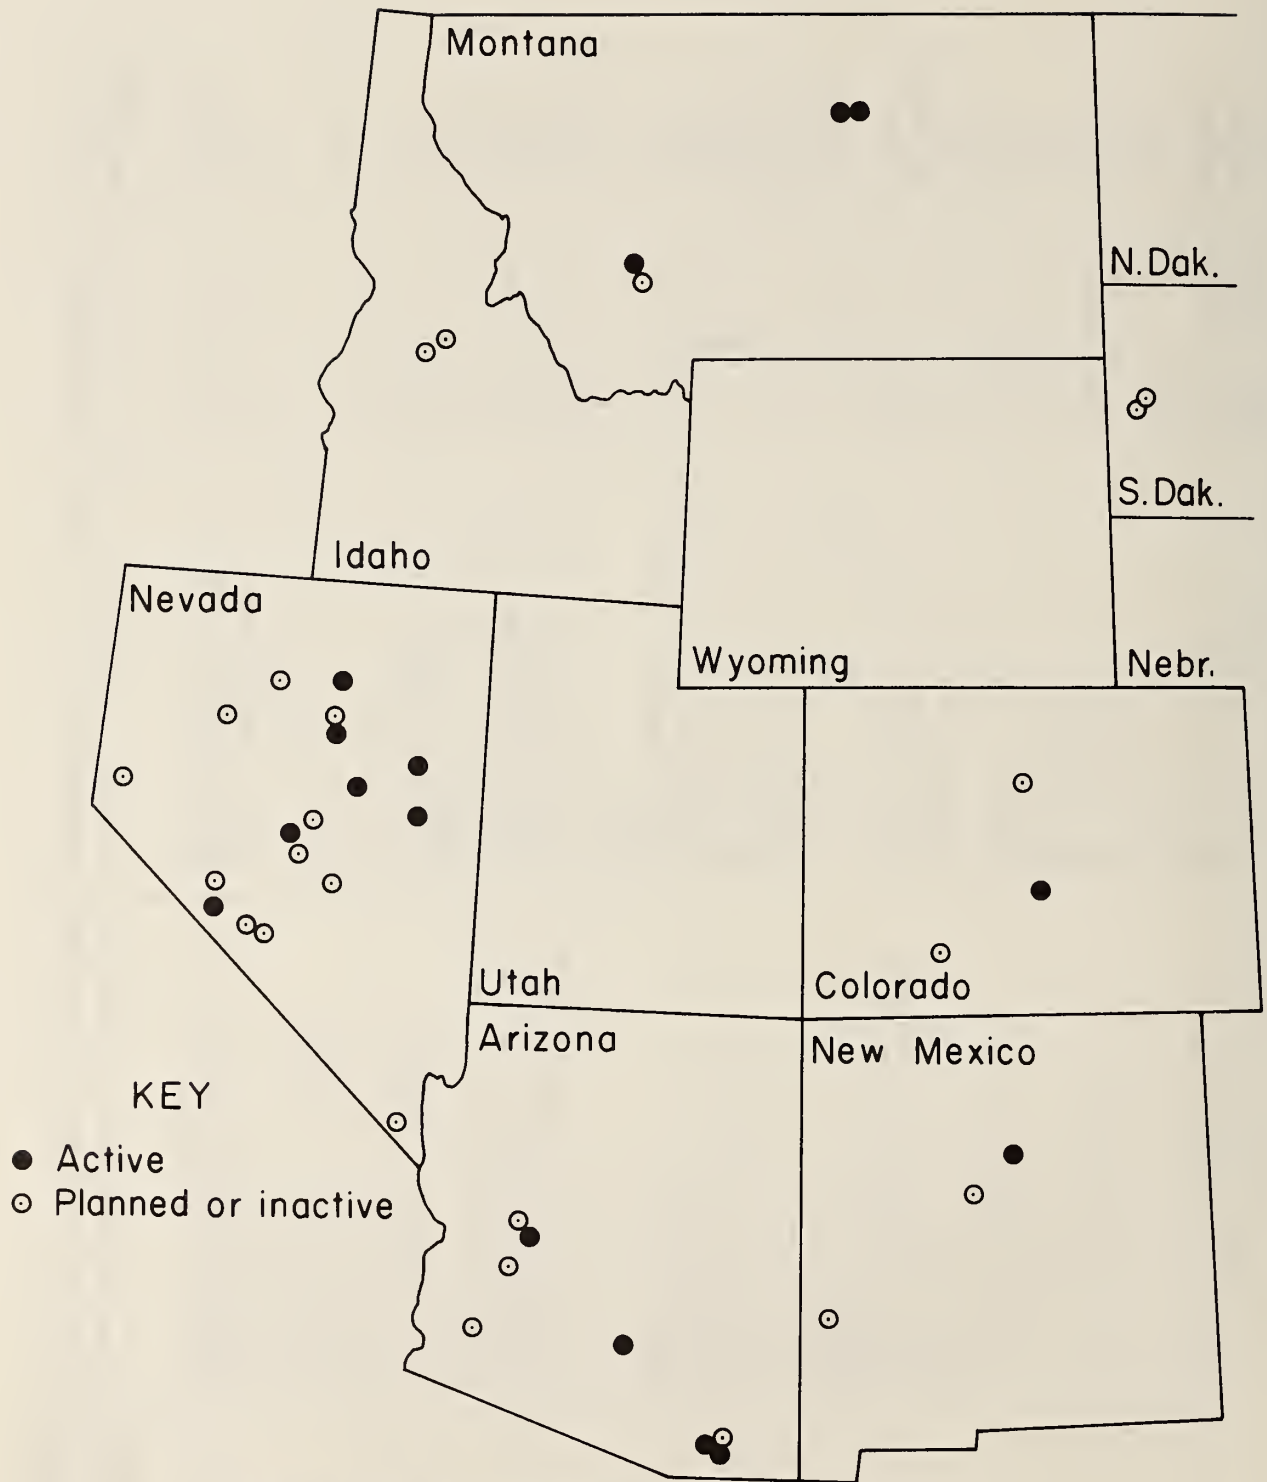 Montana
N.Dak.
S.Dak.
Idaho
Nevada
Wyoming
Nebr.
Utah
Colorado
Arizona
New Mexico
KEY
Active
Planned or inactive